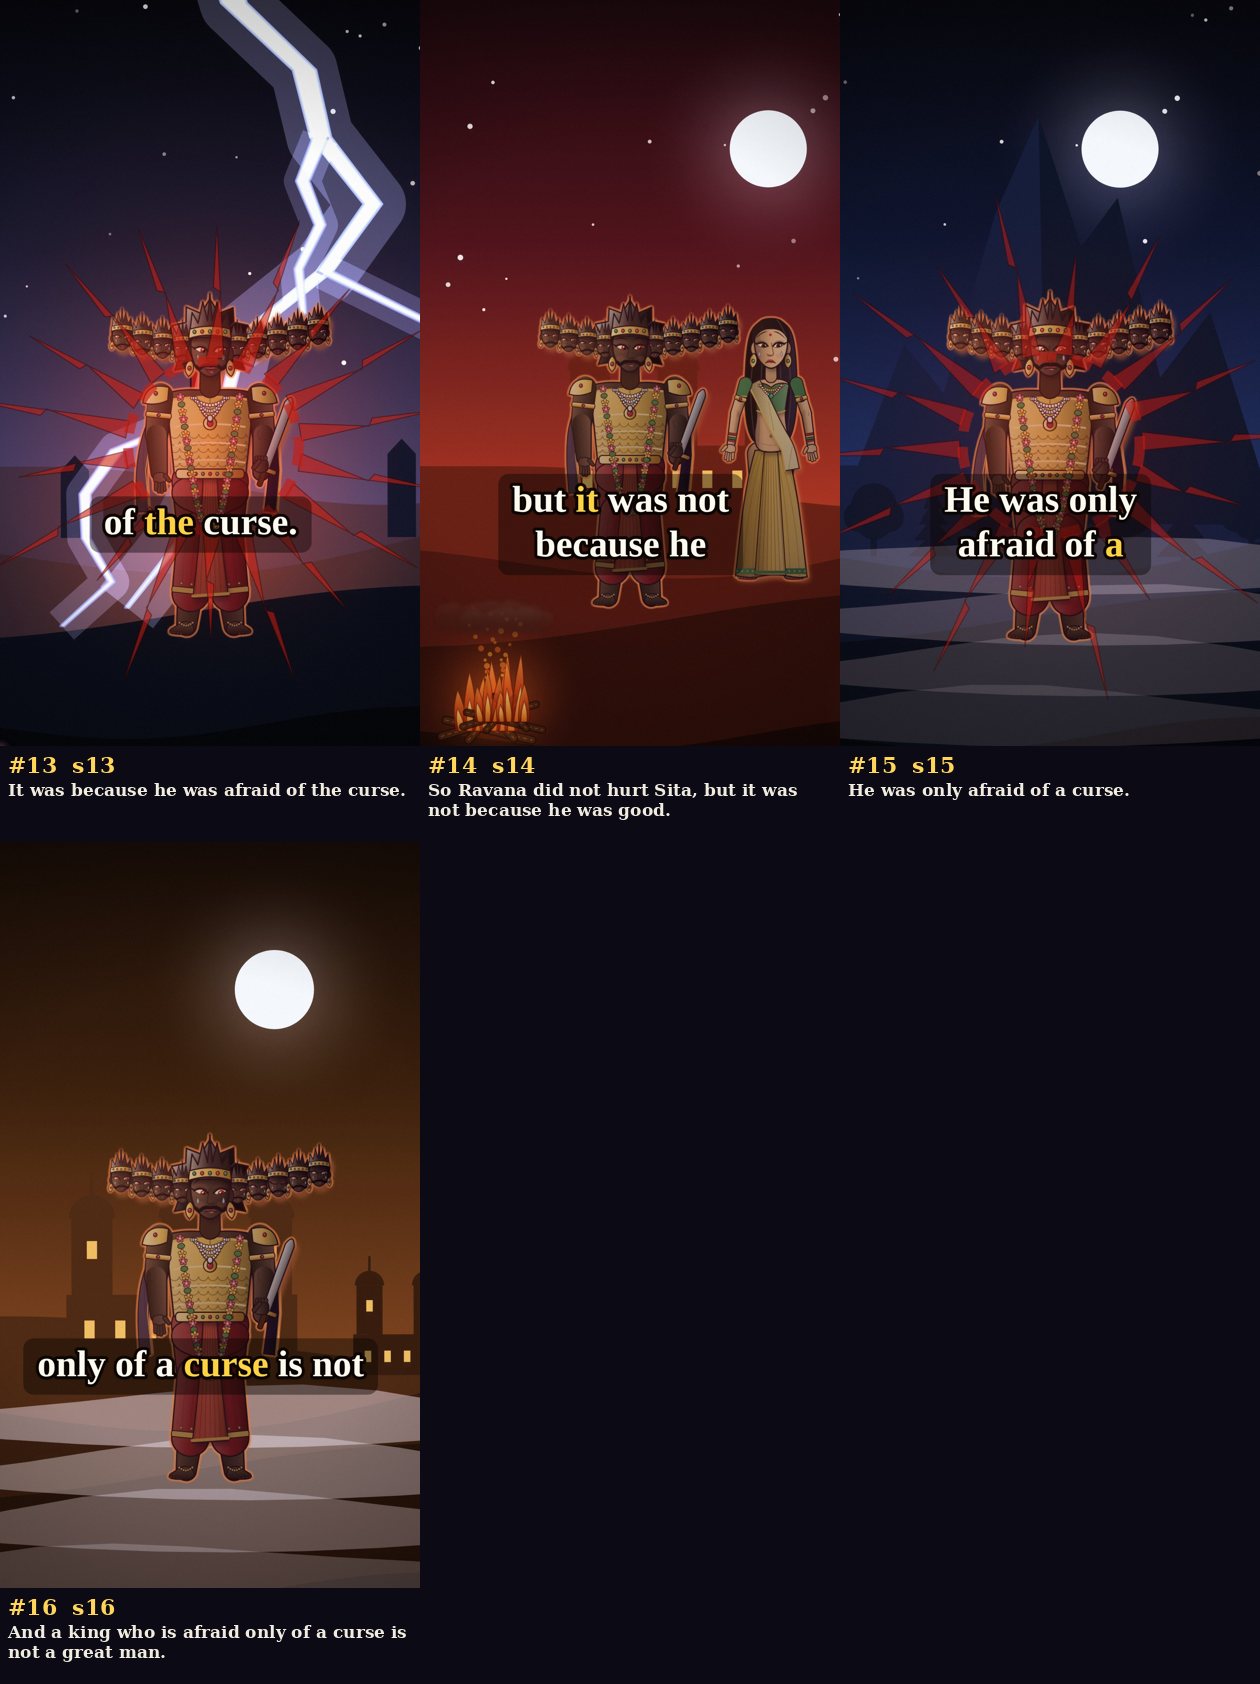 of the curse.
#13 s13
It was because he was afraid of the curse.
but it was not
because he
#14 s14
So Ravana did not hurt Sita, but it was
not because he was good.
He was only
afraid of a
#15 s15
He was only afraid of a curse.
only of a curse is not
#16 s16
And a king who is afraid only of a curse is
not a great man.